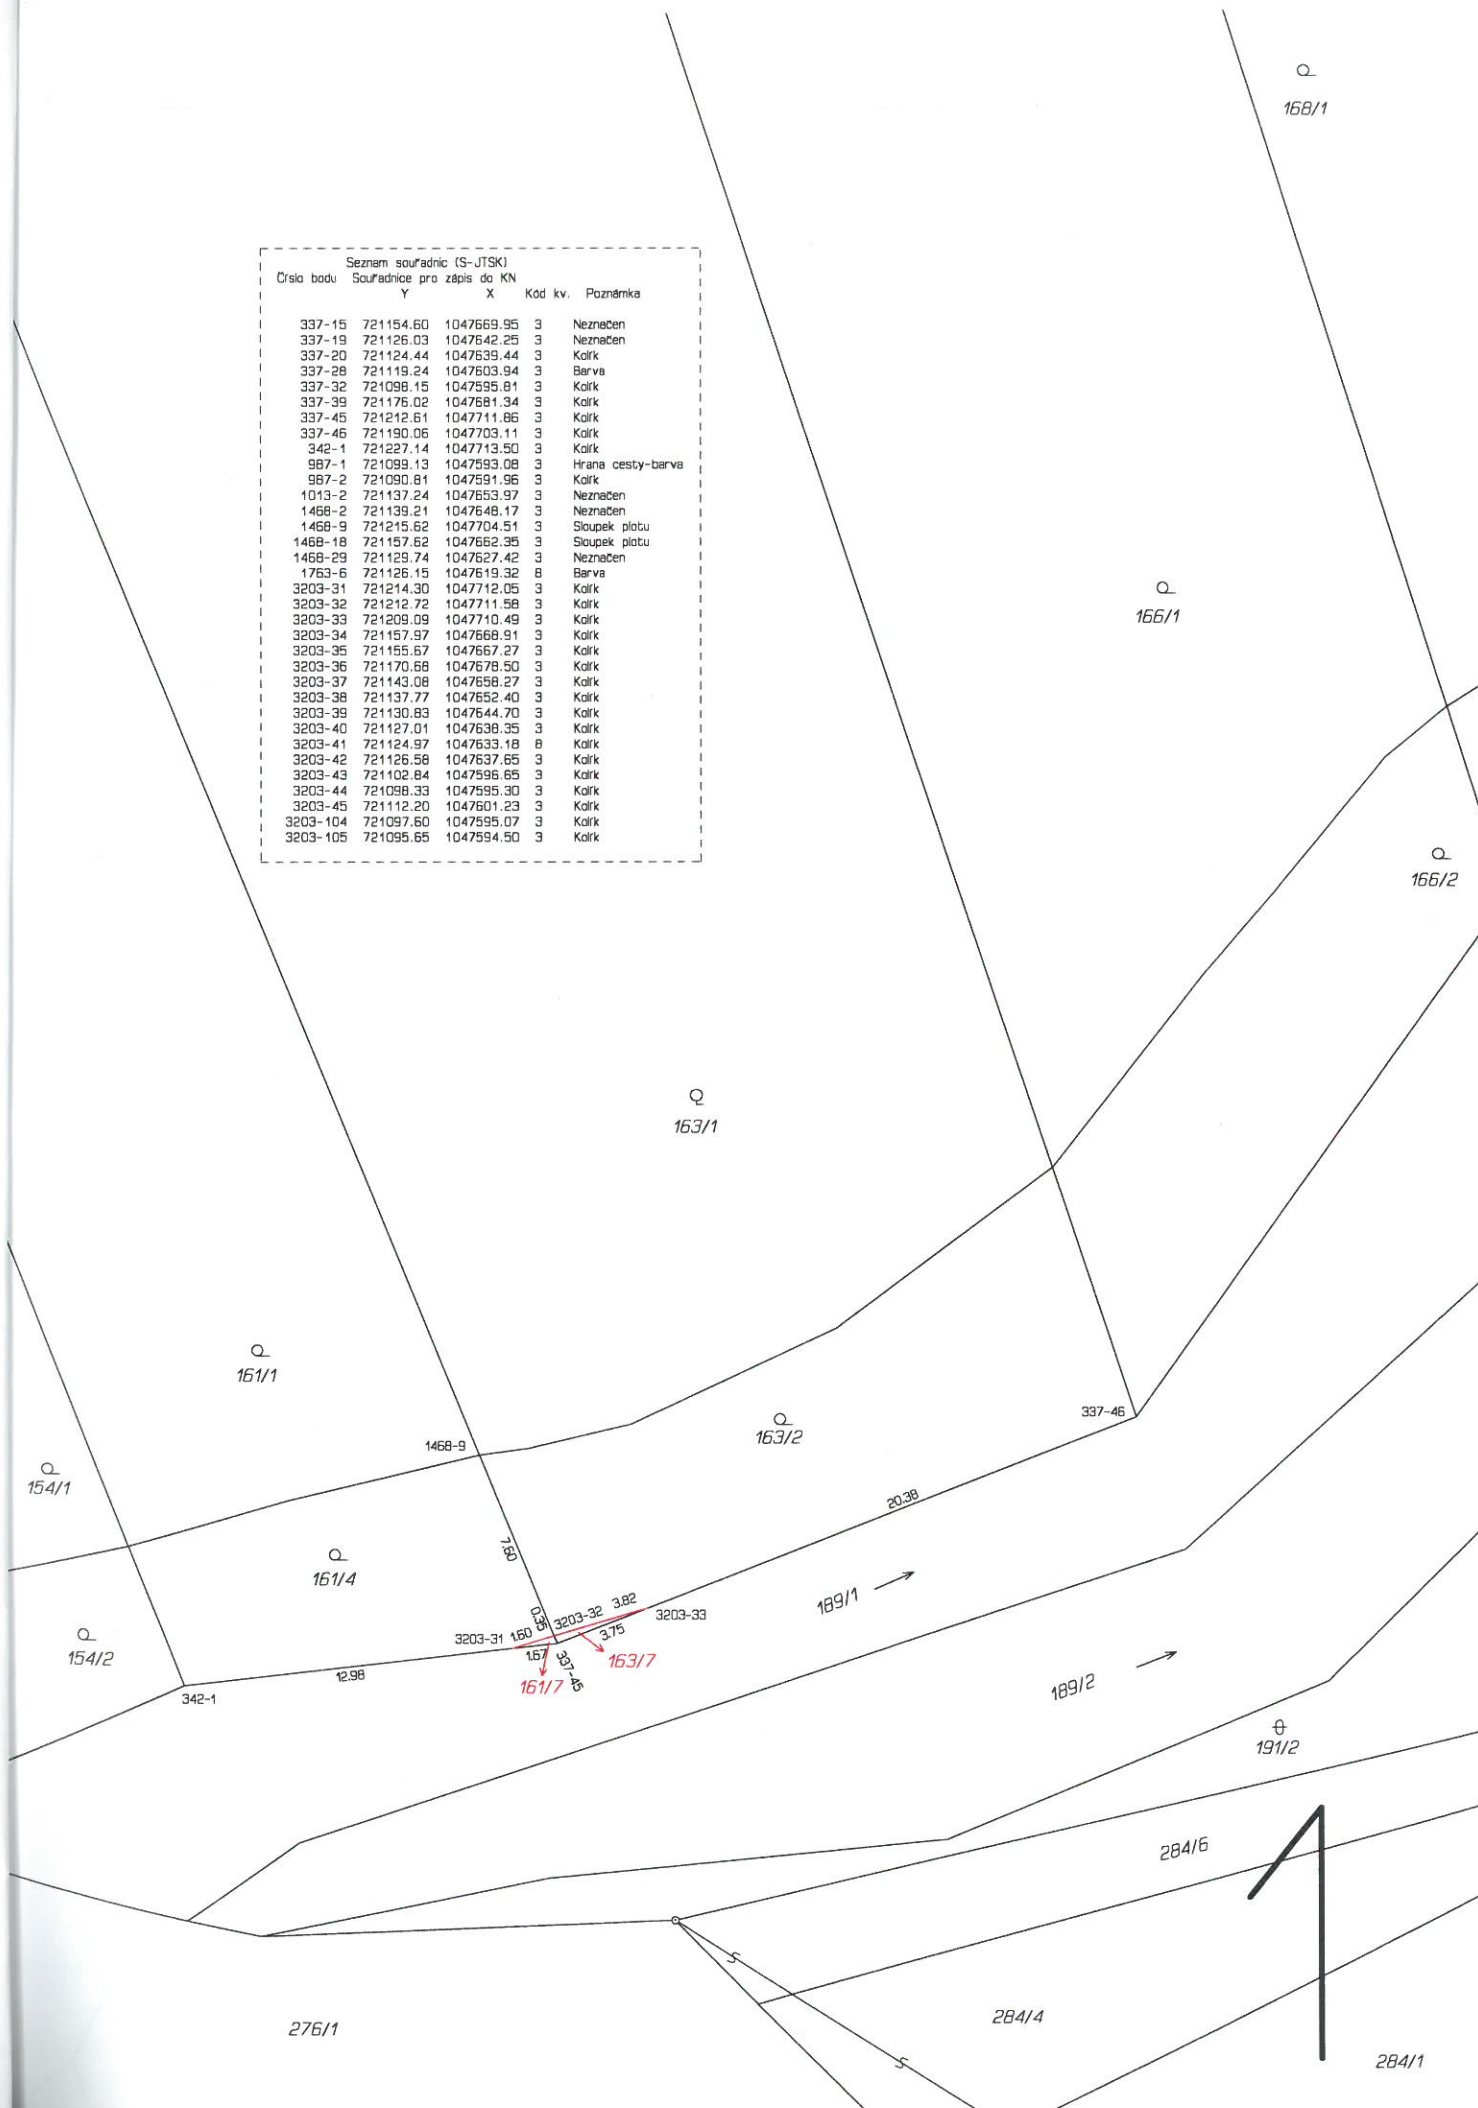 168/1
Seznam souřadnic (S-JTSK)
Číslo bodu Souřadnice pro zápis do KN
Y X Kód kv. Poznámka
337-15 721154.60 1047669.95 3 Neznačen
337-19 721126.03 1047642.25 3 Neznačen
337-20 721124.44 1047639.44 3 Kolík
337-28 721119.24 1047603.94 3 Barva
337-32 721098.15 1047595.81 3 Kolík
337-39 721176.02 1047681.34 3 Kolík
337-45 721212.61 1047711.86 3 Kolík
337-46 721190.06 1047703.11 3 Kolík
342-1 721227.14 1047713.50 3 Kolík
987-1 721099.13 1047593.08 3 Hrana cesty-barva
987-2 721090.81 1047591.96 3 Kolík
1013-2 721137.24 1047653.97 3 Neznačen
1468-2 721139.21 1047648.17 3 Neznačen
1468-9 721215.62 1047704.51 3 Sloupek plotu
1468-18 721157.62 1047662.35 3 Sloupek plotu
1468-29 721129.74 1047627.42 3 Neznačen
1763-6 721126.15 1047619.32 8 Barva
3203-31 721214.30 1047712.05 3 Kolík
3203-32 721212.72 1047711.58 3 Kolík
3203-33 721209.09 1047710.49 3 Kolík
3203-34 721157.97 1047668.91 3 Kolík
3203-35 721155.67 1047667.27 3 Kolík
3203-36 721170.68 1047678.50 3 Kolík
3203-37 721143.08 1047658.27 3 Kolík
3203-38 721137.77 1047652.40 3 Kolík
3203-39 721130.83 1047644.70 3 Kolík
3203-40 721127.01 1047638.35 3 Kolík
3203-41 721124.97 1047633.18 8 Kolík
3203-42 721126.58 1047637.65 3 Kolík
3203-43 721102.84 1047596.65 3 Kolík
3203-44 721098.33 1047595.30 3 Kolík
3203-45 721112.20 1047601.23 3 Kolík
3203-104 721097.60 1047595.07 3 Kolík
3203-105 721095.65 1047594.50 3 Kolík
166/1
166/2
163/1
161/1
337-46
163/2
1468-9
154/1
20.38
7.60
161/4
189/1
3.82
0.35
3203-32
3203-33
154/2
3203-31
1.60
3.75
1.67
163/7
337-45
12.98
161/7
342-1
189/2
191/2
284/6
284/4
276/1
284/1